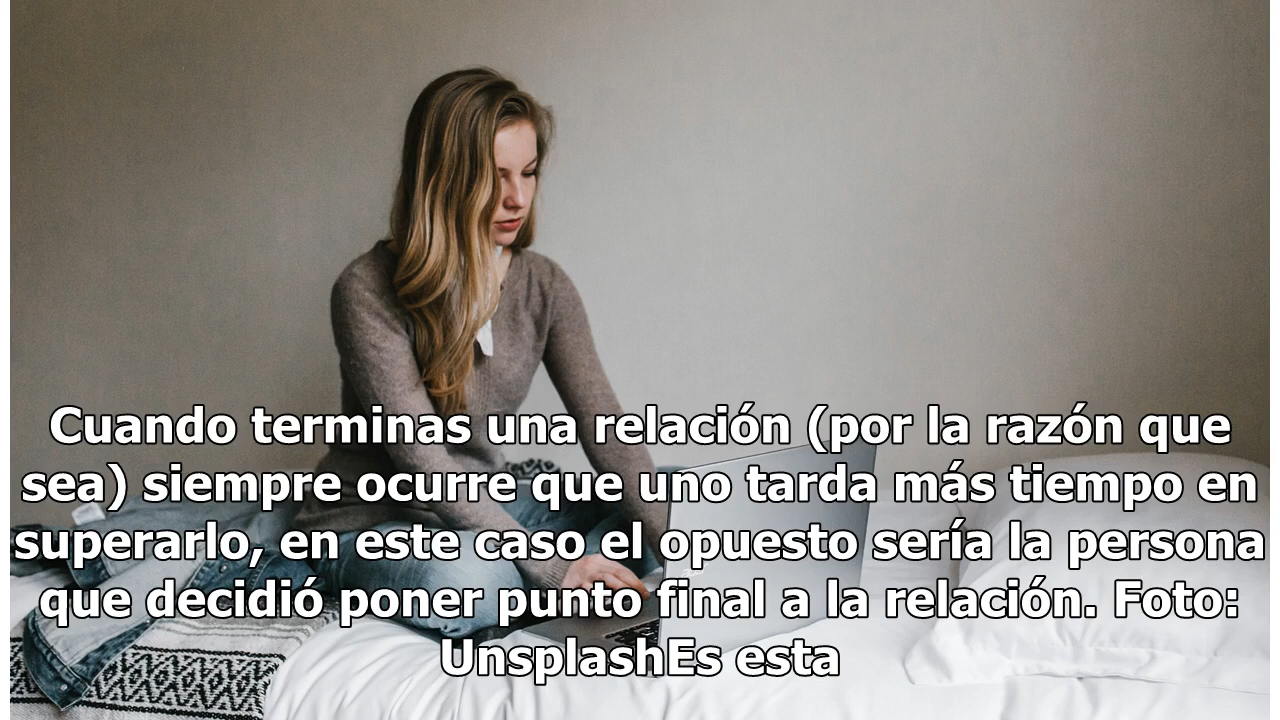 Cuando terminas una relación (por la razón que
sea) siempre ocurre que uno tarda más tiempo en
superarlo, en este caso el opuesto sería la persona
que decidió poner punto final a la relación. Foto:
UnsplashEs esta